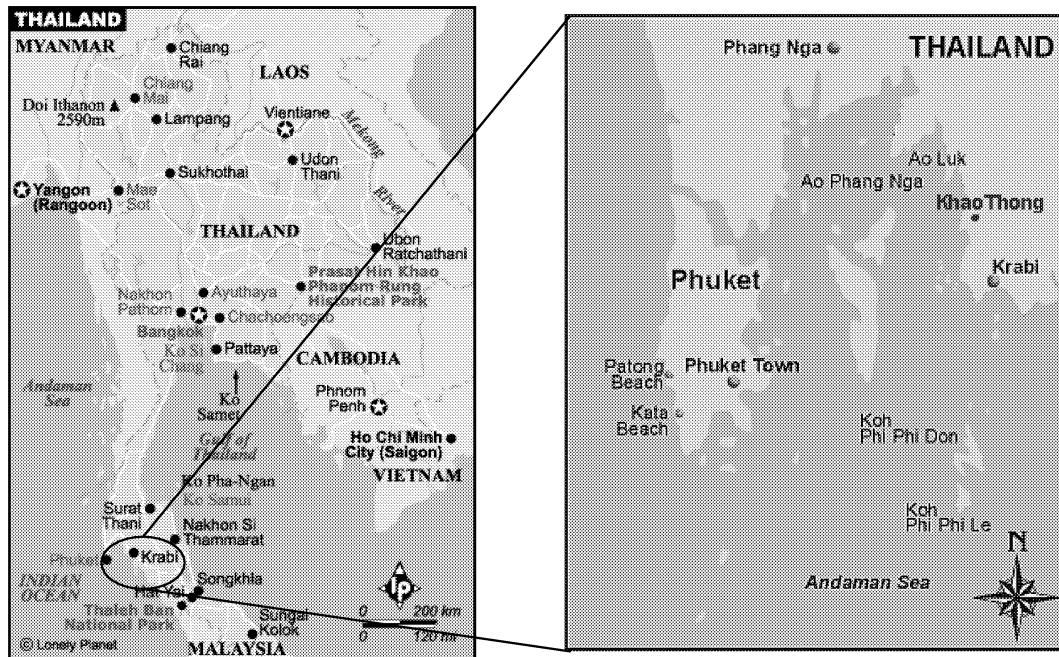 THAILAND
MYANMAR
Chiang
Rai
LAOS
Chiang
Mai
Doi Ithanon
2590m
Lampang
Vientiane
Mekong
River
Udon
Thani
Sukhothai
Yangon
(Rangoon)
Mae
Sot
THAILAND
Ubon
Ratchathani
Prasat Hin Khao
Phanom Rung
Historical Park
Nakhon
Pathom
Ayuthaya
Bangkok
Chachoengsao
Ko Si
Chang
Pattaya
CAMBODIA
Andaman
Sea
Ko
Samet
Phnom
Penh
Gulf of
Thailand
Ho Chi Minh
City (Saigon)
VIETNAM
Ko Pha-Ngan
Ko Samui
Surat
Thani
Nakhon Si
Thammarat
Phuket
Krabi
INDIAN
OCEAN
Songkhla
Hat Yai
Thaleh Ban
National Park
Sungai
Kolok
lp
0 200 km
0 120 mi
© Lonely Planet
MALAYSIA
Phang Nga
THAILAND
Ao Luk
Ao Phang Nga
Khao Thong
Krabi
Phuket
Patong
Beach
Phuket Town
Kata
Beach
Koh
Phi Phi Don
Koh
Phi Phi Le
N
Andaman Sea